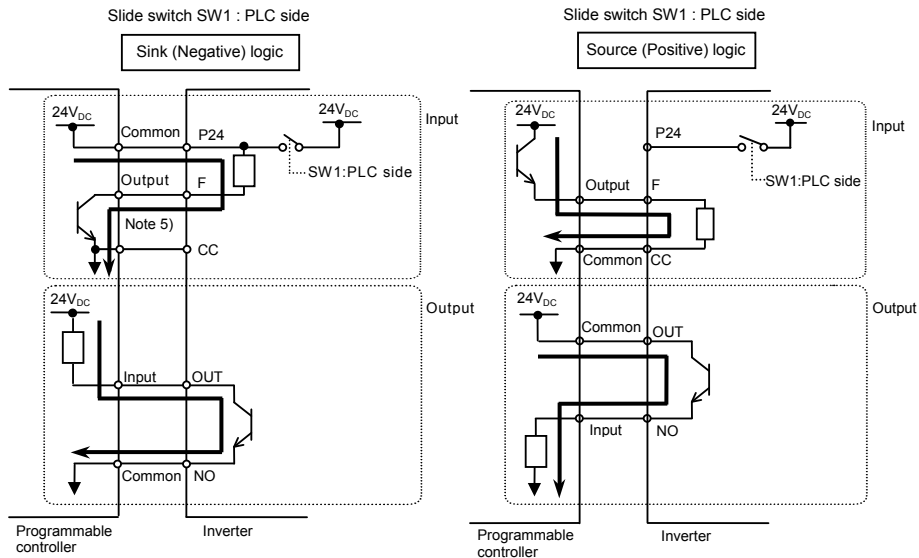 Slide switch SW1 : PLC side
Sink (Negative) logic
24VDC
24VDC
Input
Common
P24
SW1:PLC side
Output
F
Note 5)
CC
24VDC
Output
Input
OUT
Common
NO
Programmable
controller
Inverter
Slide switch SW1 : PLC side
Source (Positive) logic
24VDC
24VDC
Input
P24
SW1:PLC side
Output
F
Common
CC
24VDC
Output
Common
OUT
Input
NO
Programmable
controller
Inverter